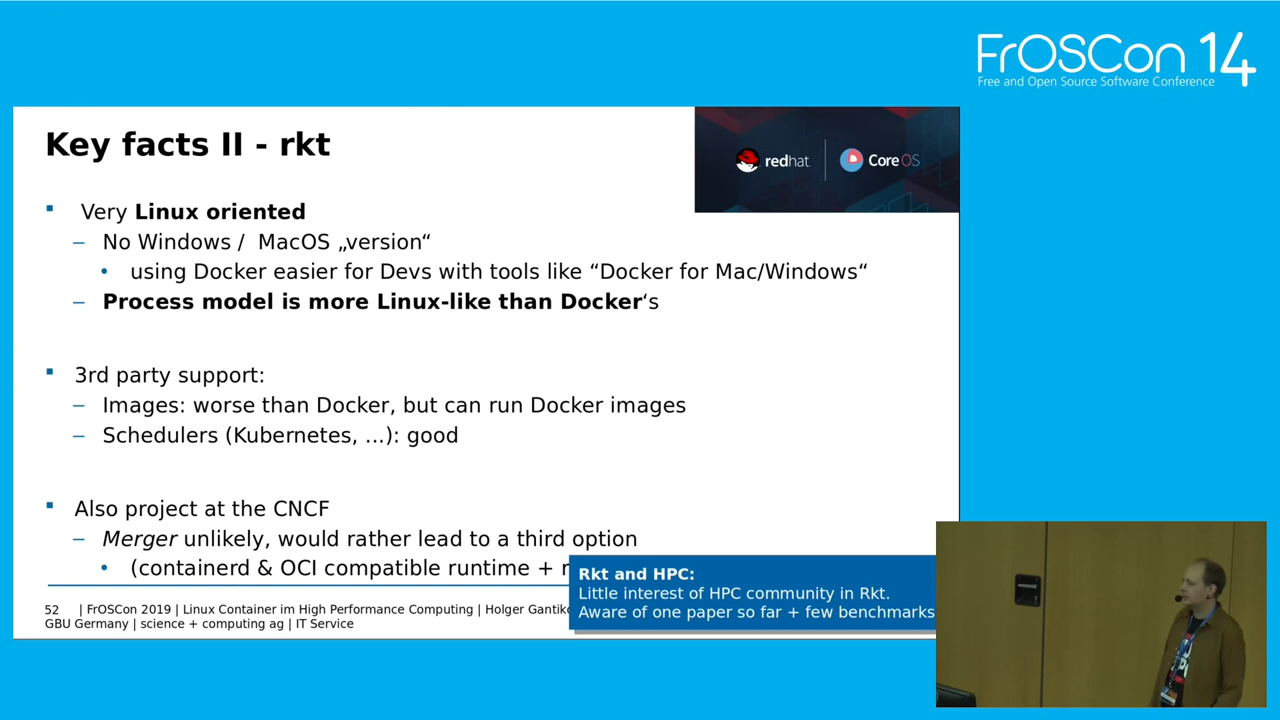 FrOSCon 14
Free and Open Source Software Conference
Key facts II - rkt
redhat
CoreOS
Very Linux oriented
No Windows / MacOS „version“
using Docker easier for Devs with tools like “Docker for Mac/Windows“
Process model is more Linux-like than Docker‘s
3rd party support:
Images: worse than Docker, but can run Docker images
Schedulers (Kubernetes, ...): good
Also project at the CNCF
Merger unlikely, would rather lead to a third option
(containerd & OCI compatible runtime +
Rkt and HPC:
Little interest of HPC community in Rkt.
Aware of one paper so far + few benchmarks
52 | FrOSCon 2019 | Linux Container im High Performance Computing | Holger
GBU Germany | science + computing ag | IT Service